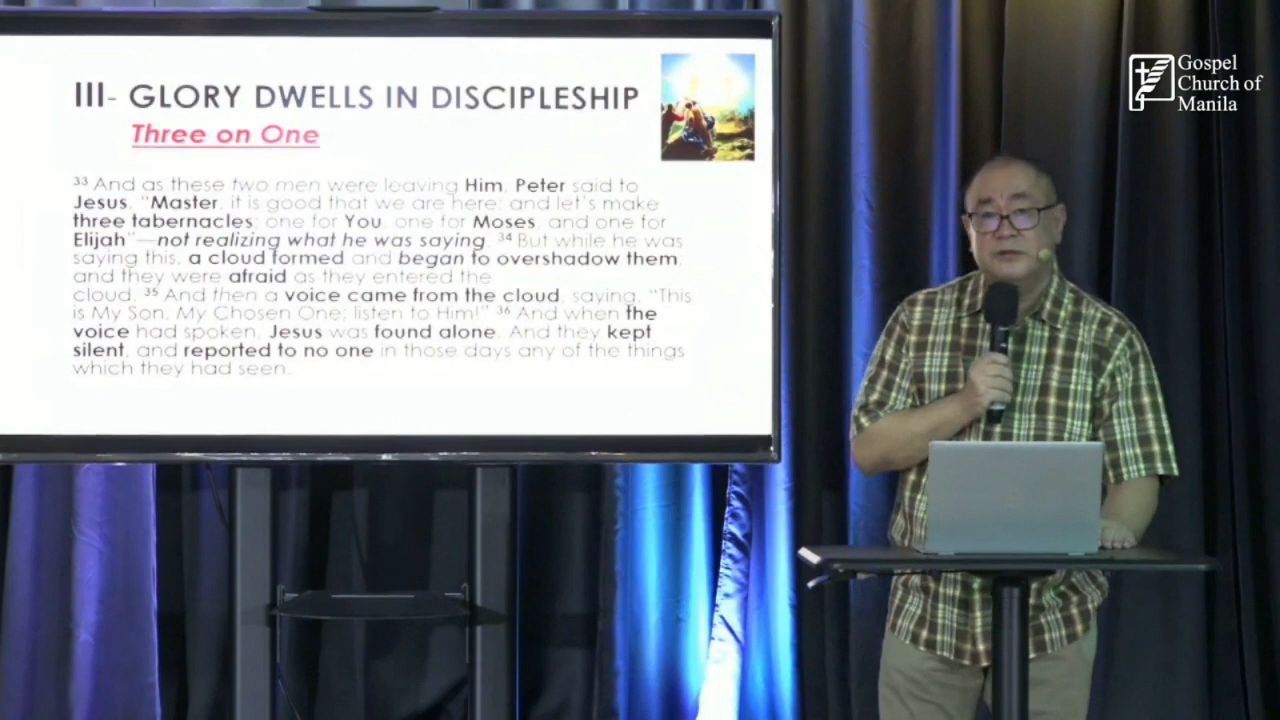 III- GLORY DWELLS IN DISCIPLESHIP
Three on One
33 And as these two men were leaving Him, Peter said to
Jesus, "Master, it is good that we are here; and let's make
three tabernacles: one for You, one for Moses, and one for
Elijah"—not realizing what he was saying. 34 But while he was
saying this, a cloud formed and began to overshadow them;
and they were afraid as they entered the
cloud. 35 And then a voice came from the cloud, saying, "This
is My Son, My Chosen One; listen to Him!" 36 And when the
voice had spoken, Jesus was found alone. And they kept
silent, and reported to no one in those days any of the things
which they had seen.
Gospel
Church of
Manila